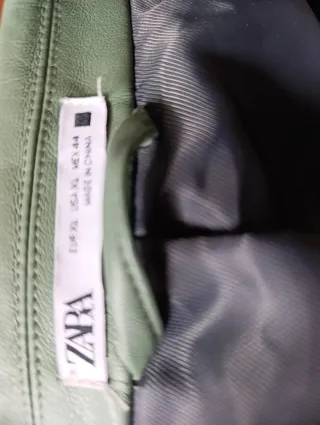 ZARA
EUR XL USA XL MEX 44
MADE IN CHINA